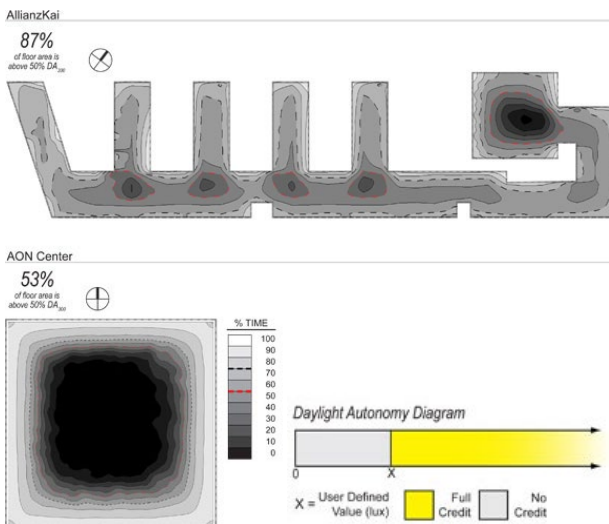 AllianzKai
87%
of floor area is
above 50% DA
AON Center
53%
of floor area is
above 50% DA
% TIME
100
90
80
70
60
50
40
30
20
10
0
Daylight Autonomy Diagram
0
X
X = User Defined Value (lux)
Full Credit
No Credit